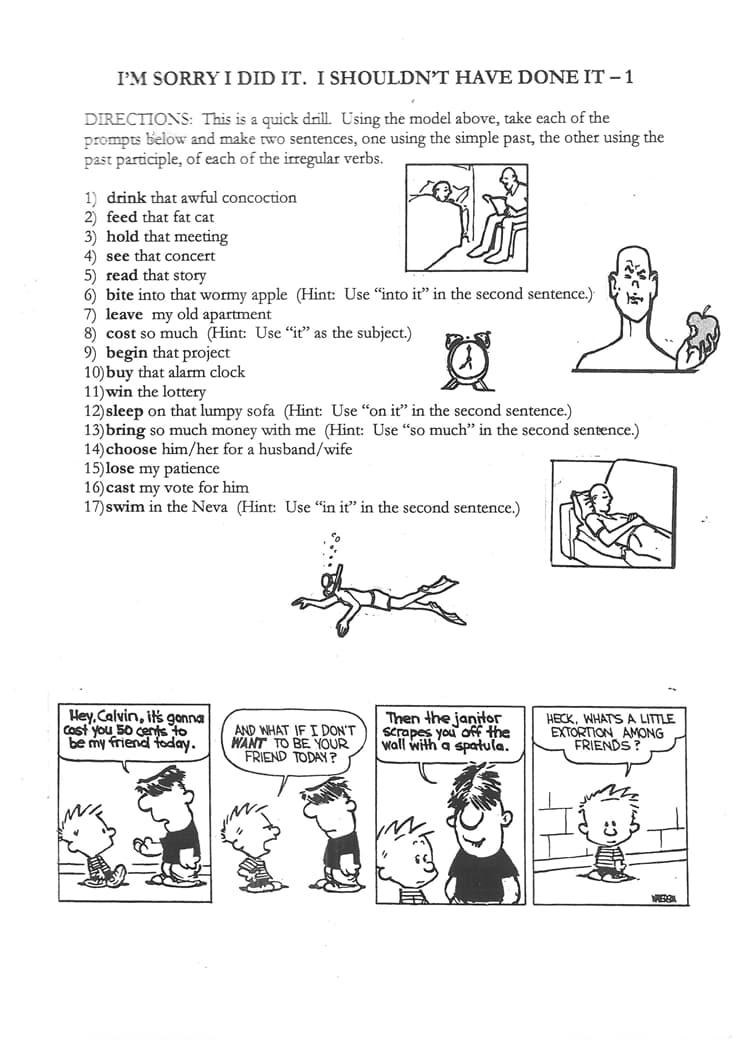 I'M SORRY I DID IT. I SHOULDN'T HAVE DONE IT – 1
DIRECTIONS: This is a quick drill. Using the model above, take each of the
prompts below and make two sentences, one using the simple past, the other using the
past participle, of each of the irregular verbs.
1) drink that awful concoction
2) feed that fat cat
3) hold that meeting
4) see that concert
5) read that story
6) bite into that wormy apple (Hint: Use "into it" in the second sentence.)
7) leave my old apartment
8) cost so much (Hint: Use "it" as the subject.)
9) begin that project
10) buy that alarm clock
11) win the lottery
12) sleep on that lumpy sofa (Hint: Use "on it" in the second sentence.)
13) bring so much money with me (Hint: Use "so much" in the second sentence.)
14) choose him/her for a husband/wife
15) lose my patience
16) cast my vote for him
17) swim in the Neva (Hint: Use "in it" in the second sentence.)
Hey, Calvin, it's gonna
cost you 50 cents to
be my friend today.
AND WHAT IF I DON'T
WANT TO BE YOUR
FRIEND TODAY?
Then the janitor
scrapes you off the
wall with a spatula.
HECK, WHAT'S A LITTLE
EXTORTION AMONG
FRIENDS?